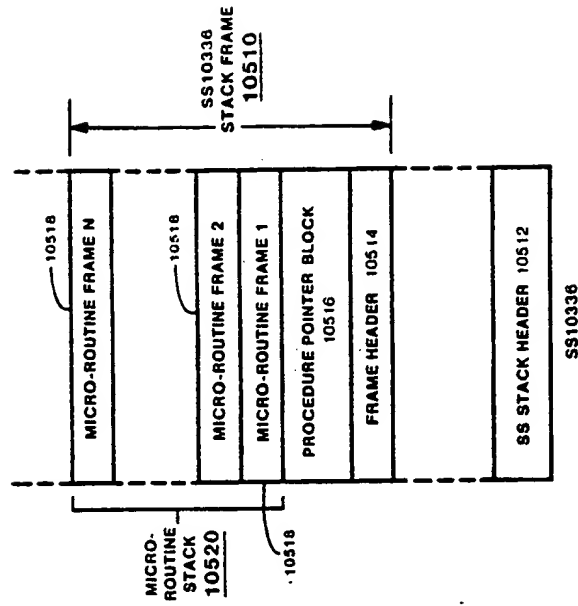 SS10336
STACK FRAME
10510
10518
MICRO-ROUTINE FRAME N
10518
MICRO-ROUTINE FRAME 2
MICRO-ROUTINE FRAME 1
PROCEDURE POINTER BLOCK
10516
FRAME HEADER 10514
SS STACK HEADER 10512
MICRO-
ROUTINE
STACK
10520
10518
SS10336